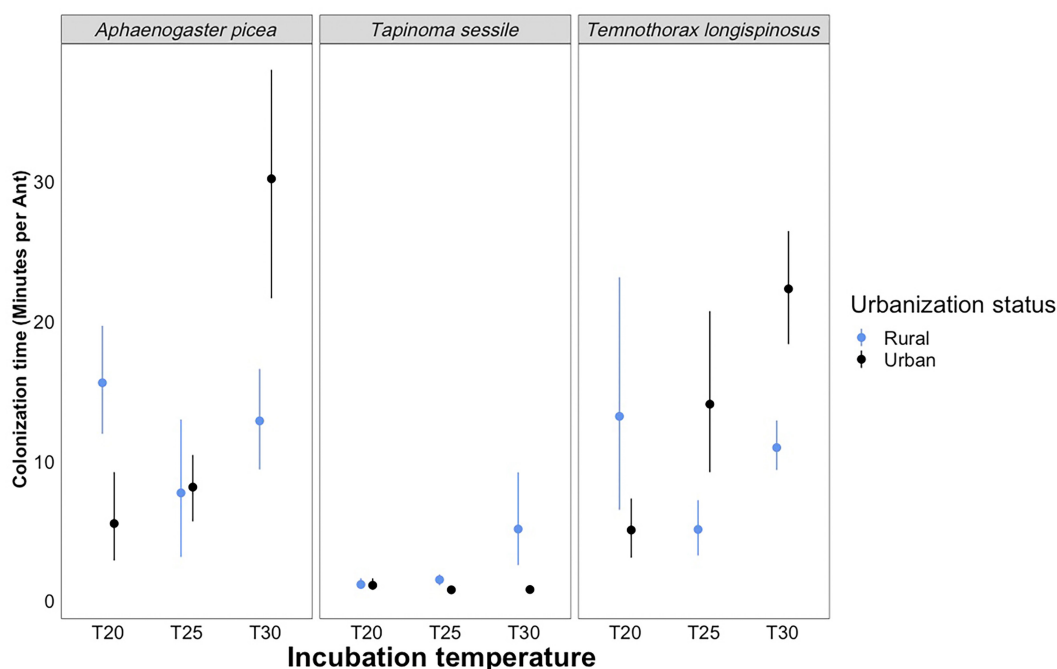 Aphaenogaster picea
Tapinoma sessile
Temnothorax longispinosus
Colonization time (Minutes per Ant)
30
20
10
0
T20
T25
T30
T20
T25
T30
T20
T25
T30
Incubation temperature
Urbanization status
Rural
Urban